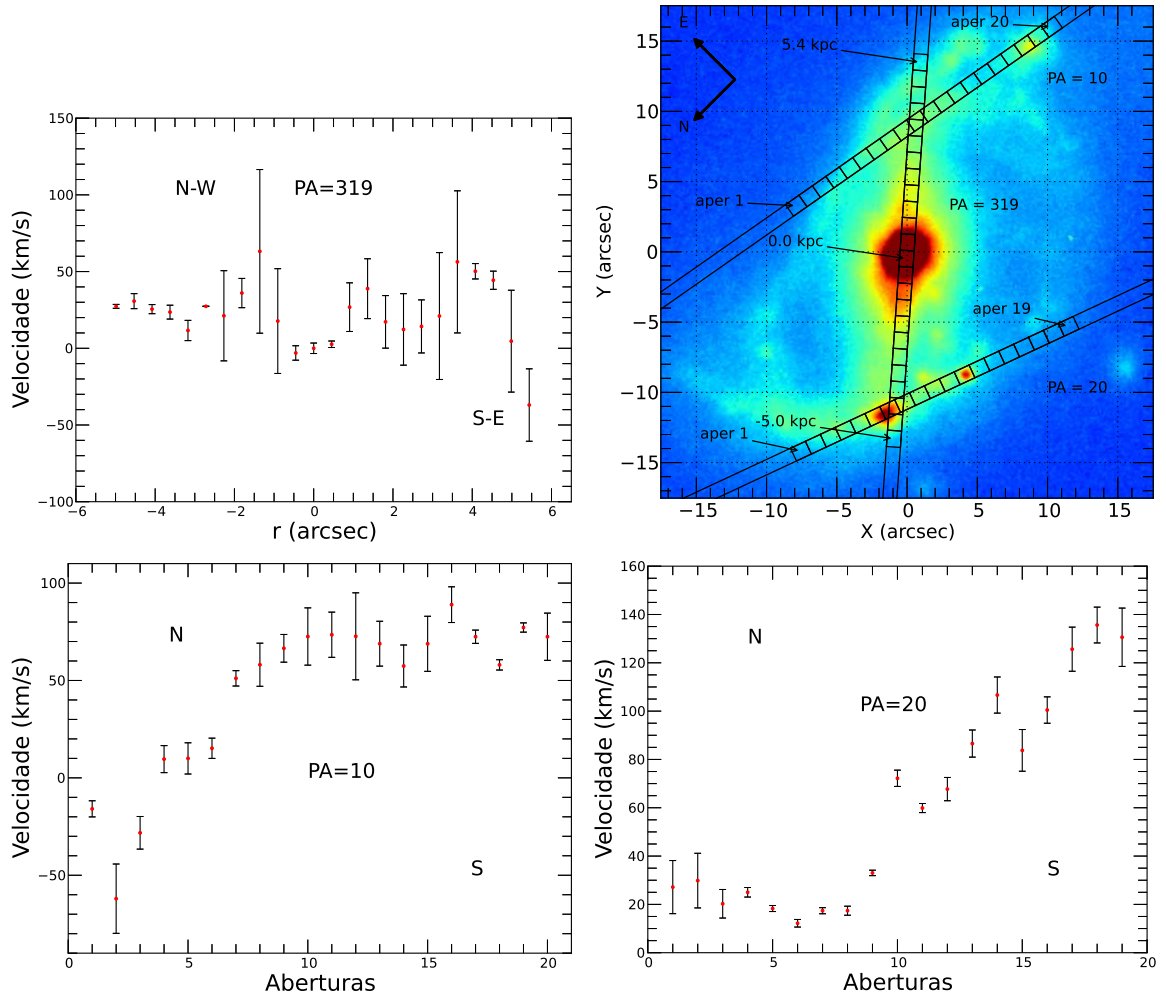 150
100
50
0
−50
−100
−6
−4
−2
0
2
4
6
Velocidade (km/s)
r (arcsec)
N-W
PA=319
S-E
E
N
aper 20
5.4 kpc
PA = 10
aper 1
PA = 319
0.0 kpc
aper 19
PA = 20
-5.0 kpc
aper 1
15
10
5
0
−5
−10
−15
−15
−10
−5
0
5
10
15
Y (arcsec)
X (arcsec)
100
50
0
−50
0
5
10
15
20
Velocidade (km/s)
Aberturas
N
PA=10
S
160
140
120
100
80
60
40
20
0
0
5
10
15
20
Velocidade (km/s)
Aberturas
N
PA=20
S